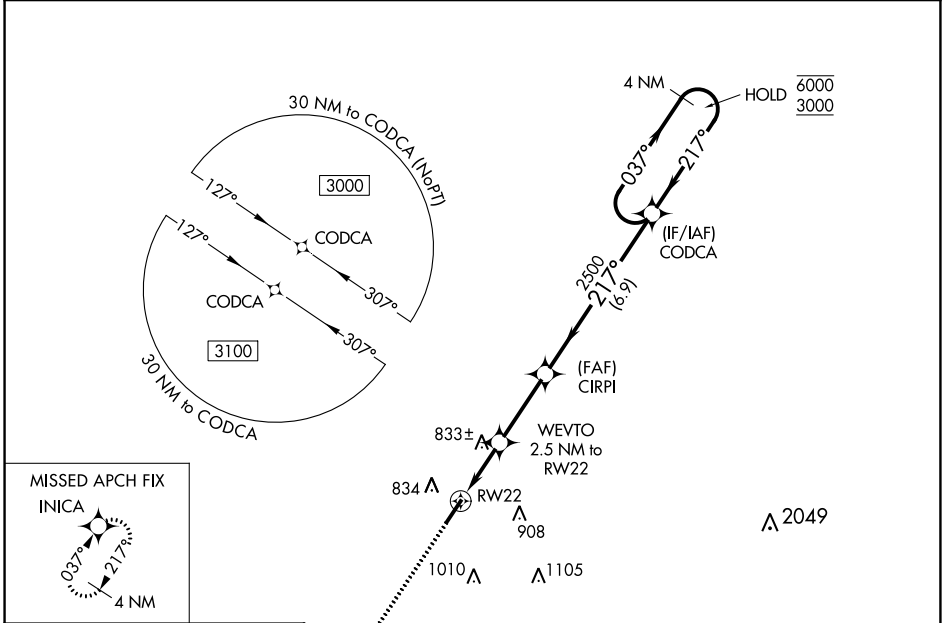 30 NM to CODCA (NoPT)
3000
127°
CODCA
307°
127°
CODCA
307°
3100
30 NM to CODCA
4 NM
HOLD
6000
3000
037°
217°
(IF/IAF)
CODCA
2500
217°
(6.9)
(FAF)
CIRPI
833±
WEVTO
2.5 NM to
RW22
834
RW22
908
2049
1010
1105
MISSED APCH FIX
INICA
037°
217°
4 NM